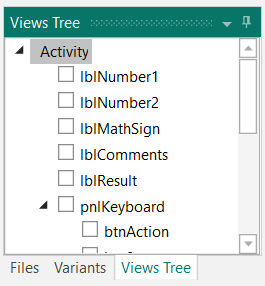 Views Tree
Activity
lblNumber1
lblNumber2
lblMathSign
lblComments
lblResult
pnlKeyboard
btnAction
Files Variants Views Tree